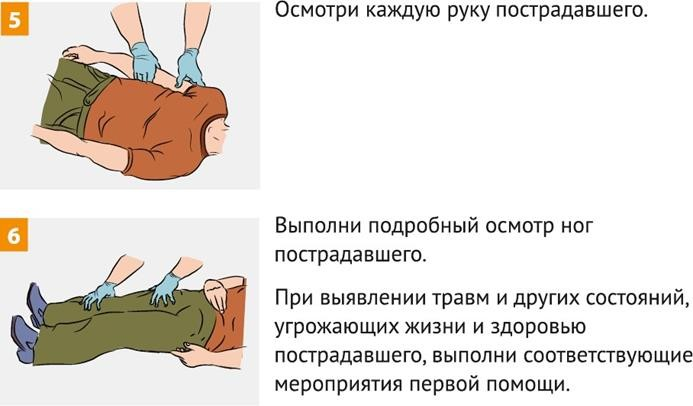 5
Осмотри каждую руку пострадавшего.
6
Выполни подробный осмотр ног
пострадавшего.
При выявлении травм и других состояний,
угрожающих жизни и здоровью
пострадавшего, выполни соответствующие
мероприятия первой помощи.